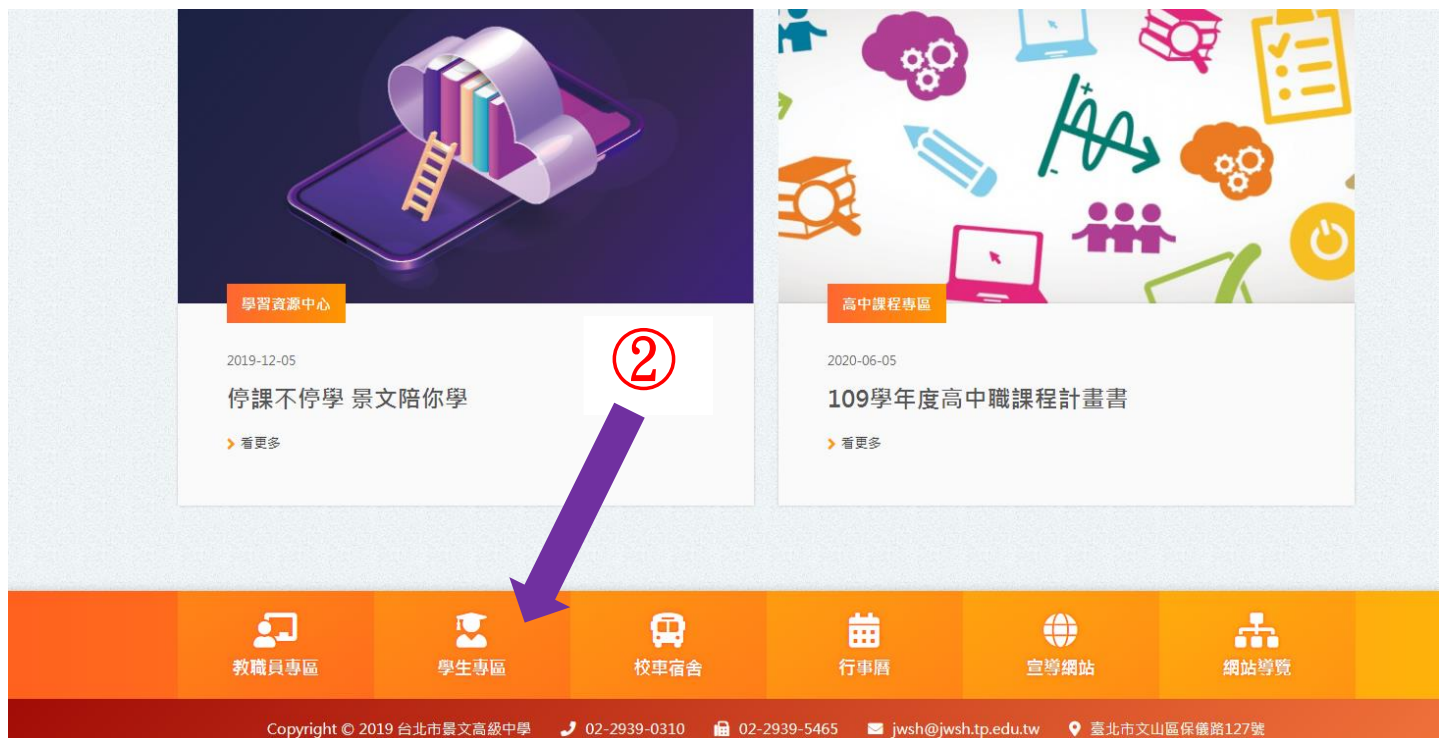 學習資源中心
2019-12-05
停課不停學 景文陪你學
看更多
②
高中課程專區
2020-06-05
109學年度高中職課程計畫書
看更多
教職員專區
學生專區
校車宿舍
行事曆
宣導網站
網站導覽
Copyright © 2019 台北市景文高級中學 02-2939-0310 02-2939-5465 jwsh@jwsh.tp.edu.tw 臺北市文山區保儀路127號